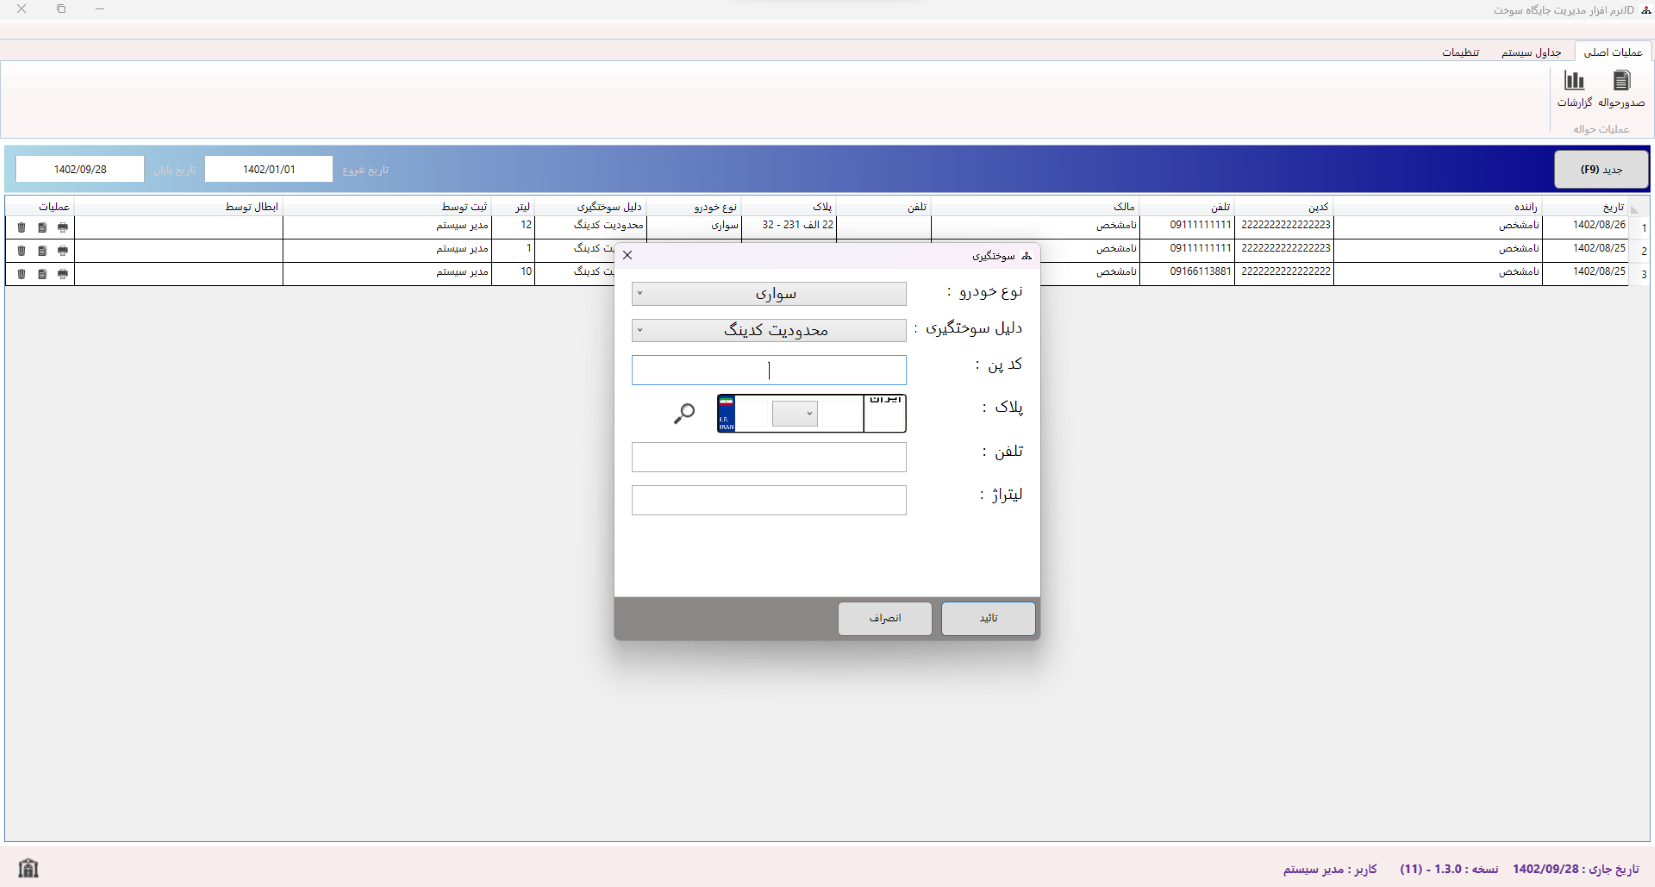 JDنرم افزار مدیریت جایگاه سوخت
عملیات اصلی جداول سیستم تنظیمات
صدورحواله گزارشات
عملیات حواله
جدید (F9) تاریخ شروع 1402/01/01 تاریخ پایان 1402/09/28
تاریخ راننده کدپن تلفن مالک تلفن پلاک نوع خودرو دلیل سوختگیری لیتر ثبت توسط ابطال توسط عملیات
1 1402/08/26 نامشخص 2222222222222223 09111111111 نامشخص 22 الف 231 - 32 سواری محدودیت کدینگ 12 مدیر سیستم
2 1402/08/25 نامشخص 2222222222222223 09111111111 نامشخص ت کدینگ 1 مدیر سیستم
3 1402/08/25 نامشخص 2222222222222222 09166113881 نامشخص ت کدینگ 10 مدیر سیستم
سوختگیری
نوع خودرو : سواری
دلیل سوختگیری : محدودیت کدینگ
کد پن :
پلاک : ایران I.R. IRAN
تلفن :
لیتراژ :
تائید انصراف
تاریخ جاری : 1402/09/28 نسخه : 1.3.0 - (11) کاربر : مدیر سیستم